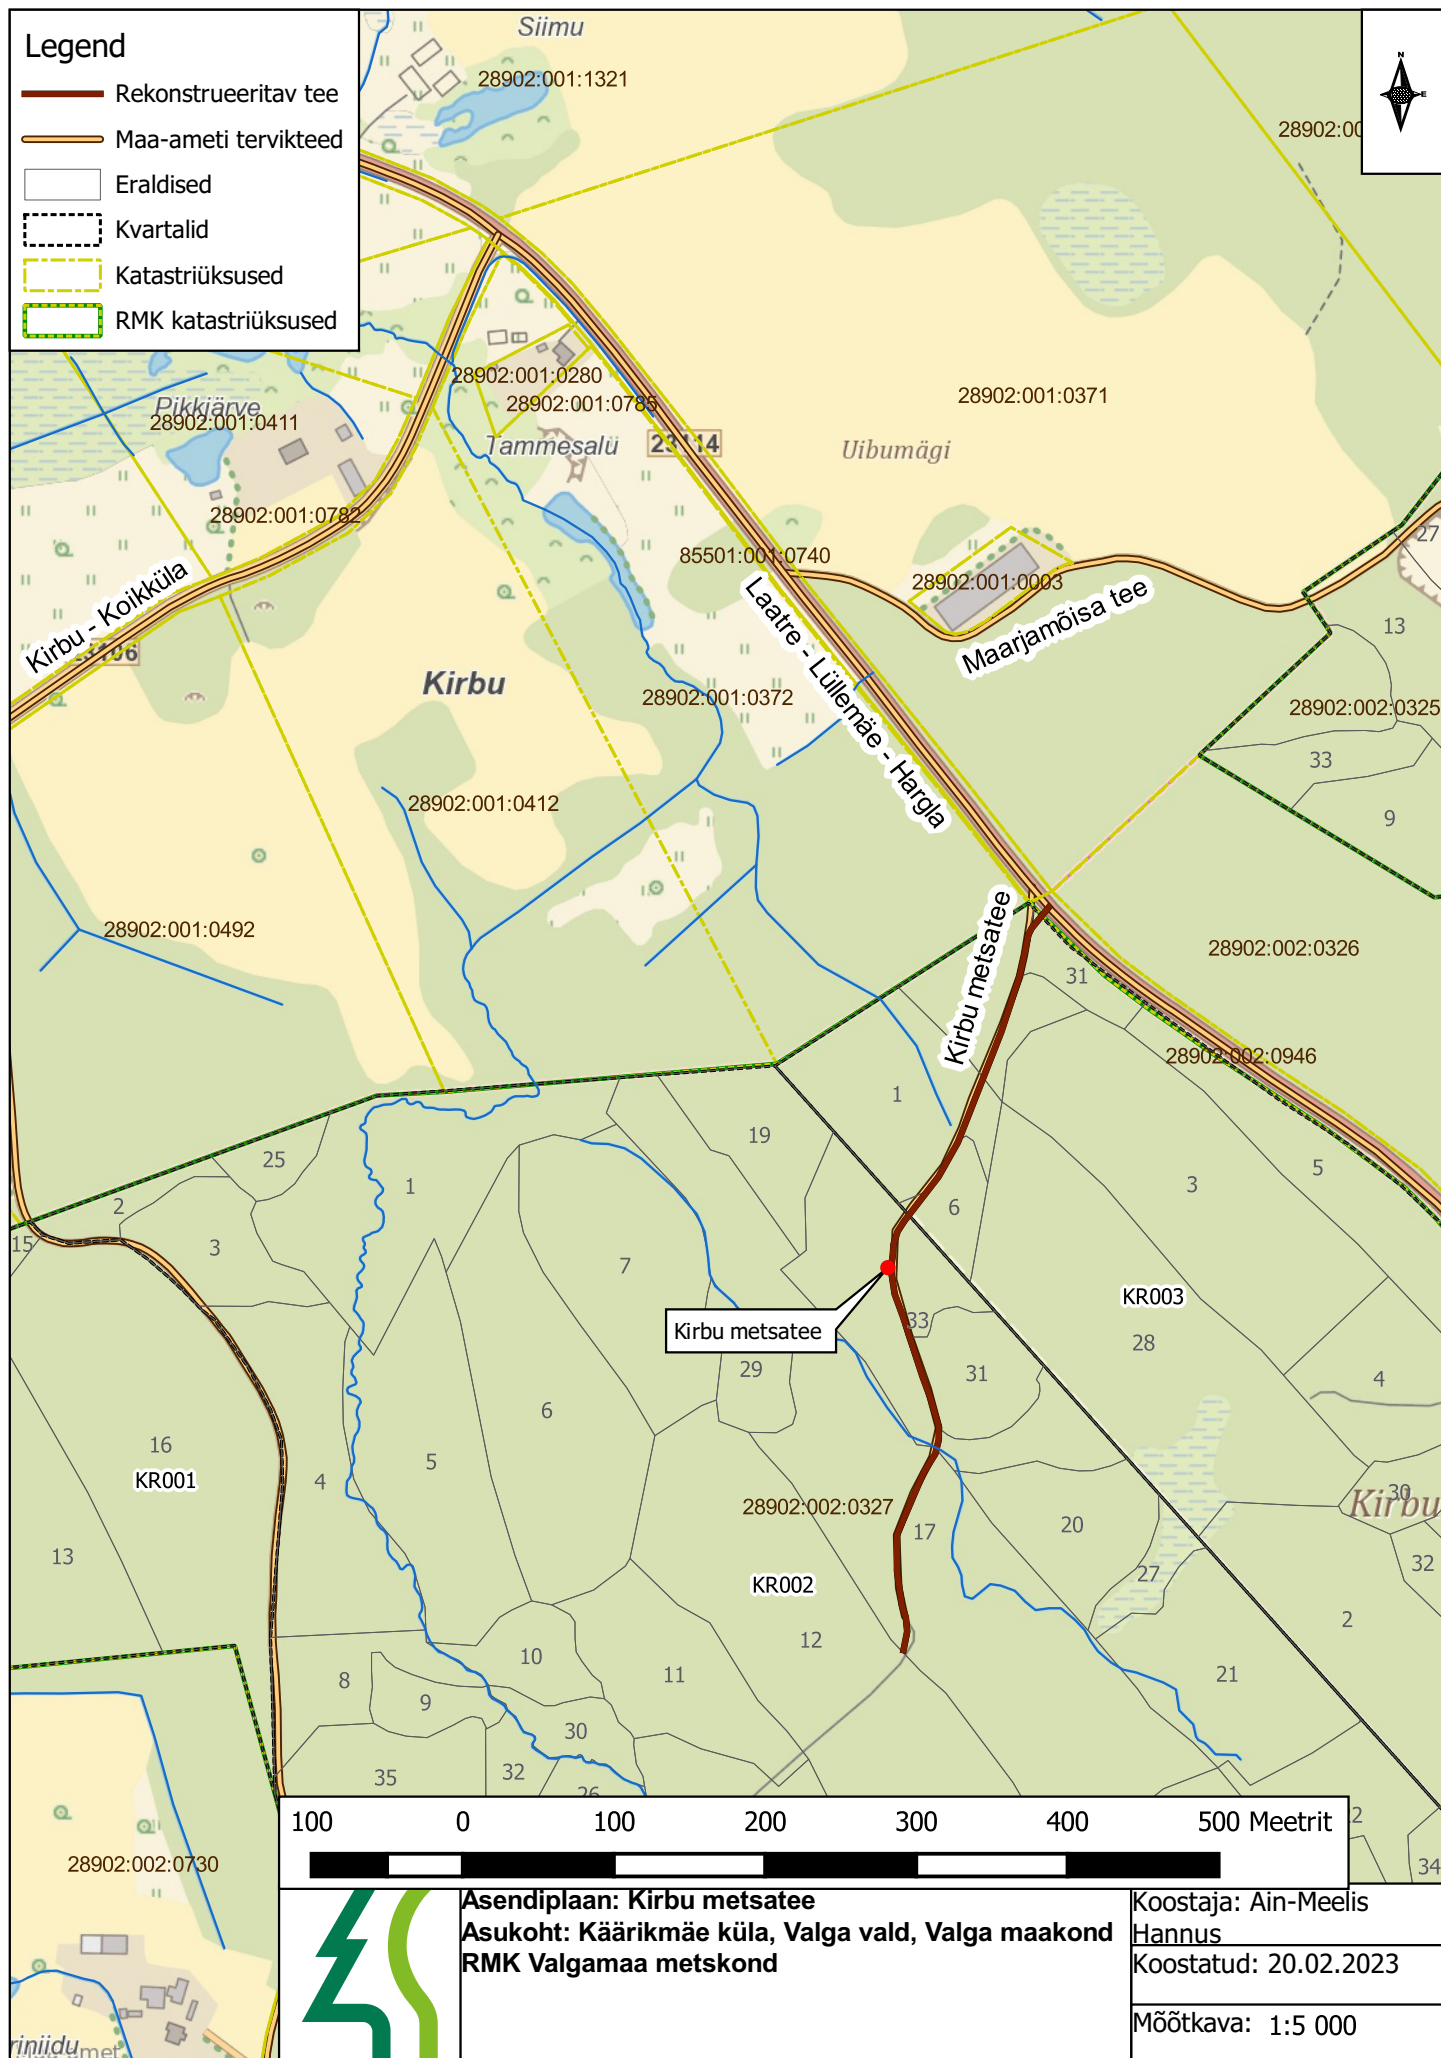 Legend
Rekonstrueeritav tee
Maa-ameti tervikteed
Eraldised
Kvartalid
Katastriüksused
RMK katastriüksused
Siimu
28902:001:1321
N
E
28902:00
28902:001:0280
28902:001:0785
28902:001:0371
Pikkjärve
28902:001:0411
Tammesalu
23114
Uibumägi
28902:001:0782
27
85501:001:0740
28902:001:0003
Kirbu - Koikküla
23106
Laatre - Lüllemäe - Hargla
Maarjamõisa tee
13
Kirbu
28902:001:0372
28902:002:0325
33
28902:001:0412
9
28902:001:0492
Kirbu metsatee
28902:002:0326
31
28902:002:0946
1
19
25
1
3
5
2
6
15
3
7
KR003
Kirbu metsatee
33
28
29
31
4
6
16
5
KR001
4
30
28902:002:0327
Kirbu
17
20
13
32
27
KR002
12
2
10
11
21
8
9
30
35
32
26
100 0 100 200 300 400 500 Meetrit
2
34
28902:002:0730
Asendiplaan: Kirbu metsatee
Asukoht: Käärikmäe küla, Valga vald, Valga maakond
RMK Valgamaa metskond
Koostaja: Ain-Meelis
Hannus
Koostatud: 20.02.2023
Mõõtkava: 1:5 000
riniidu